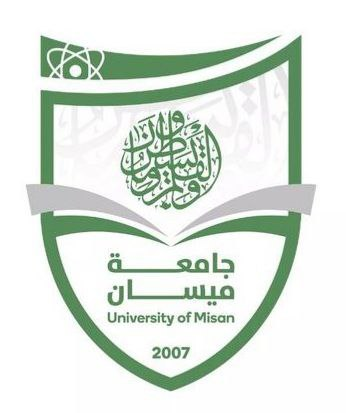 ن والقلم وما يسطرون
جامعة
ميسان
University of Misan
2007